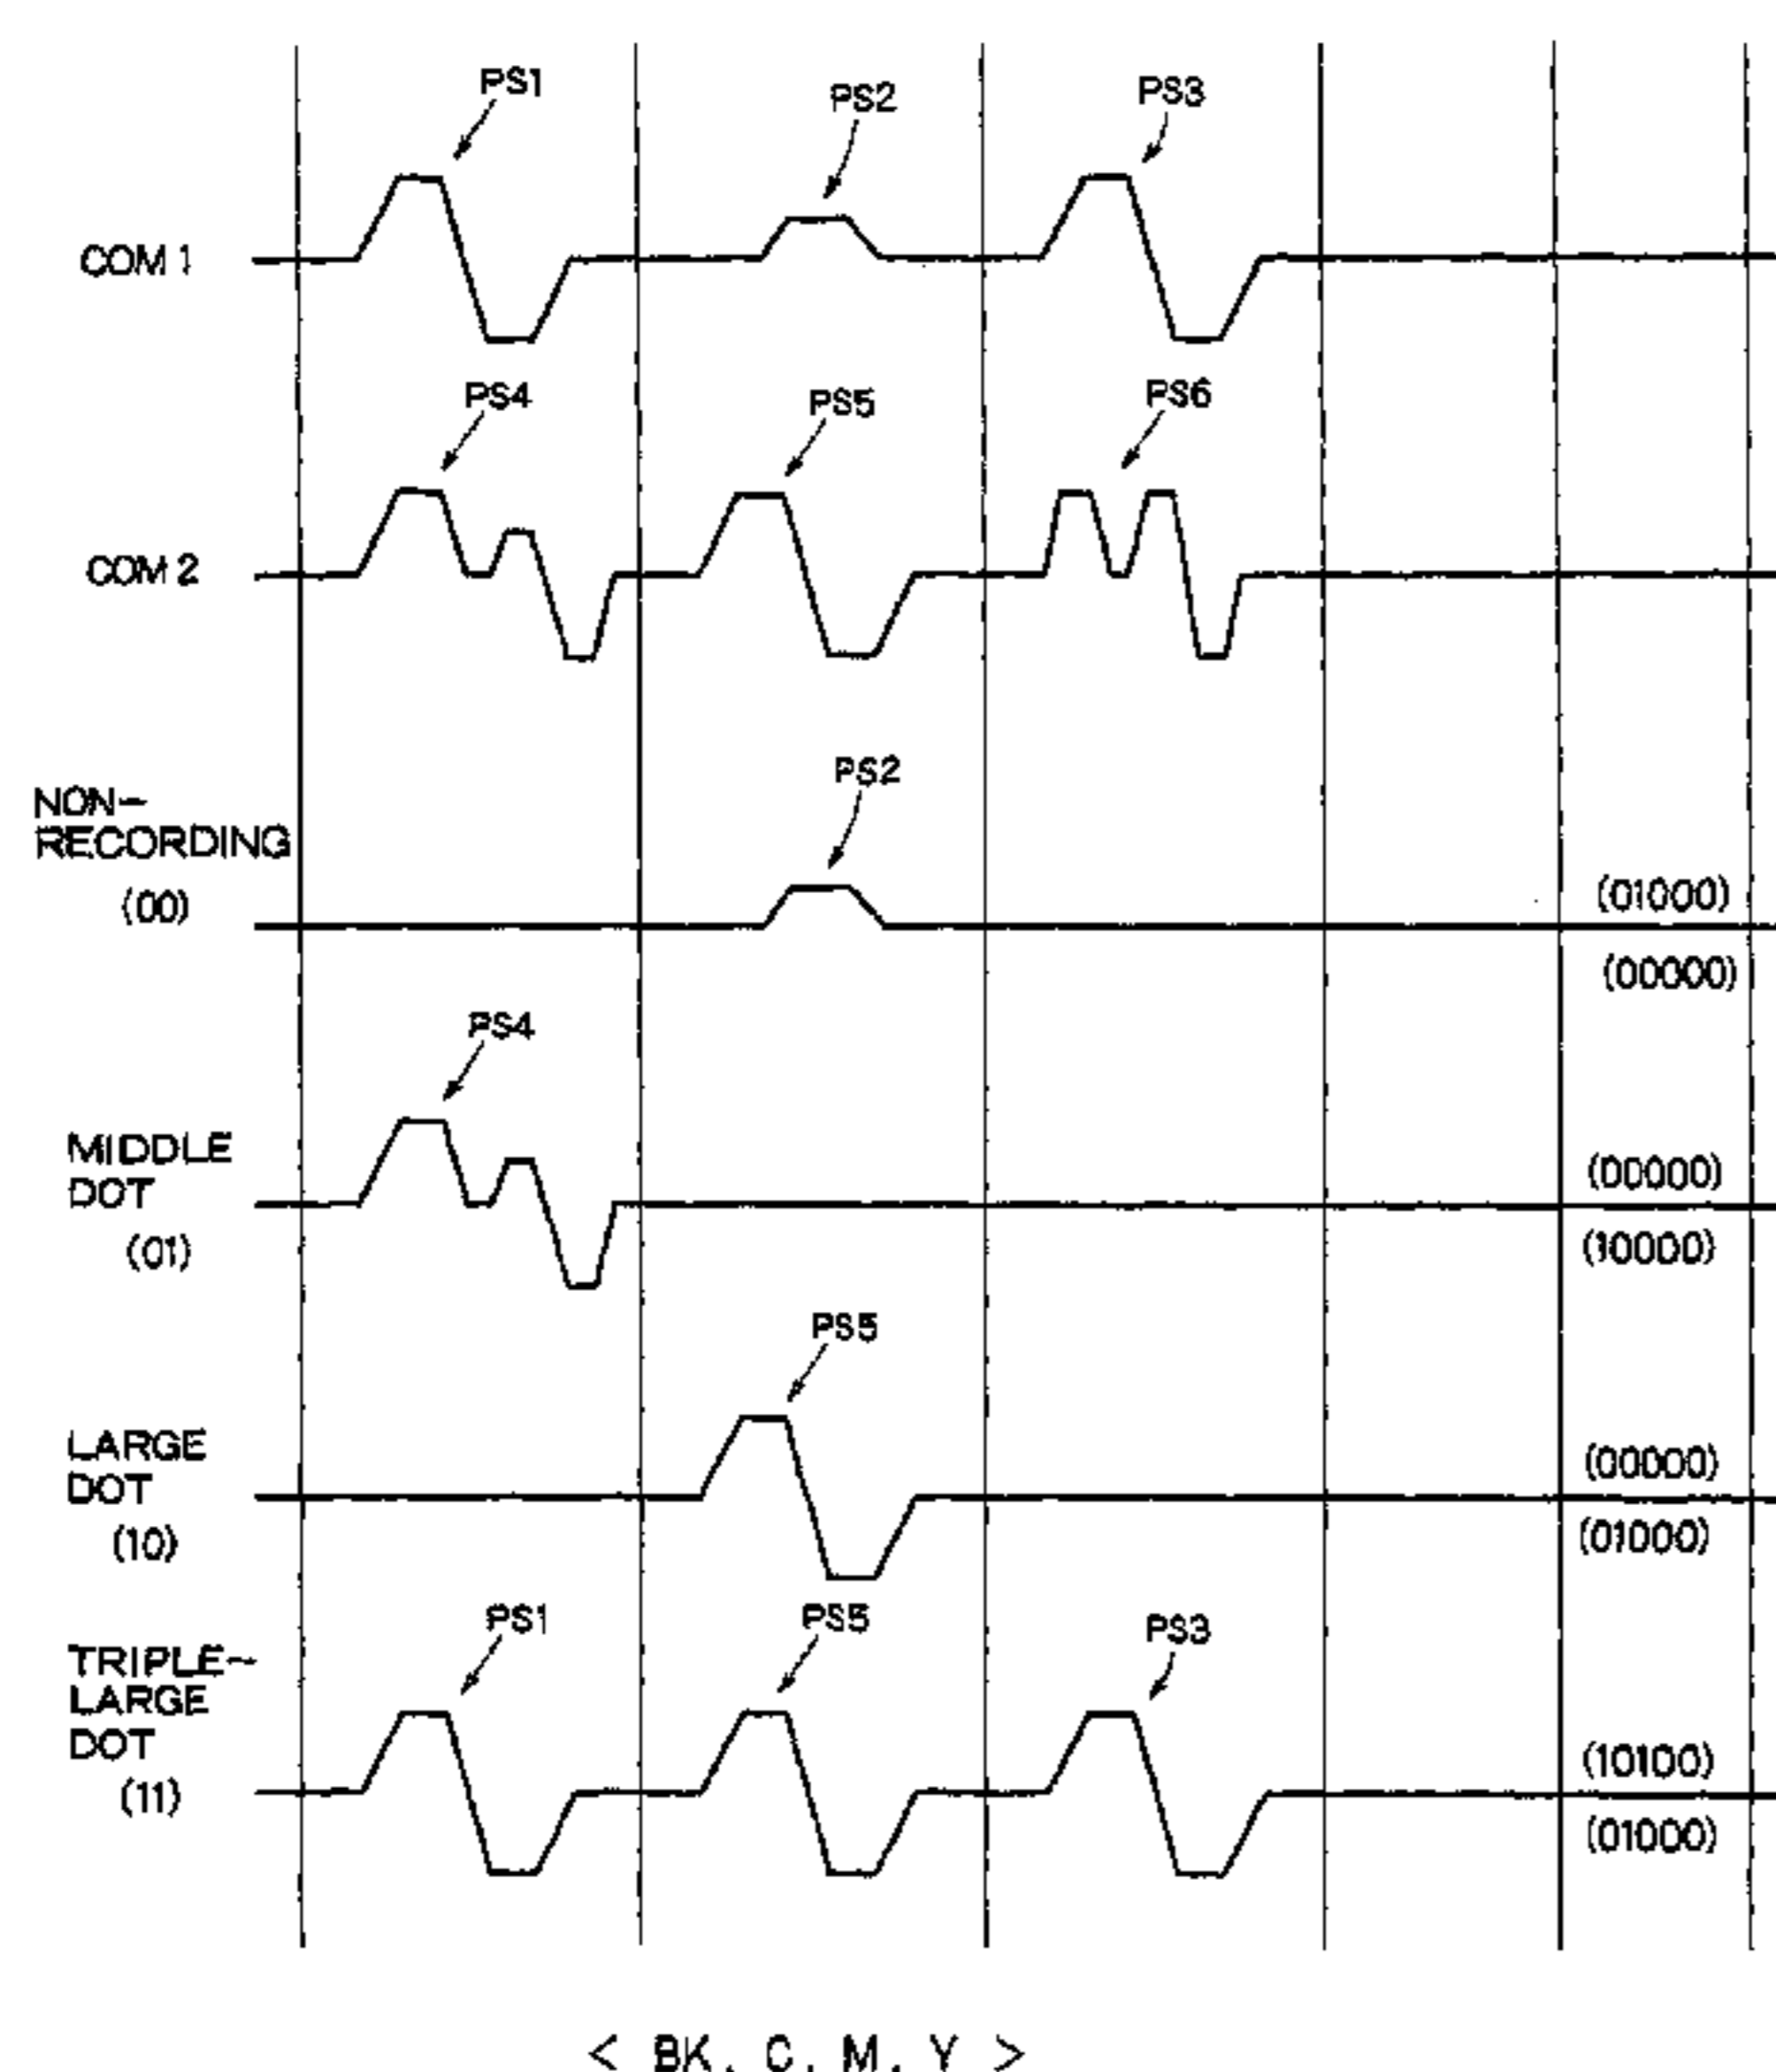 PS1
PS2
PS3
COM 1
PS4
PS5
PS6
COM 2
PS2
NON-
RECORDING
(00)
(01000)
(00000)
PS4
MIDDLE
DOT
(01)
(00000)
(10000)
PS5
LARGE
DOT
(10)
(00000)
(01000)
PS1
PS5
PS3
TRIPLE-
LARGE
DOT
(11)
(10100)
(01000)
< BK, C, M, Y >